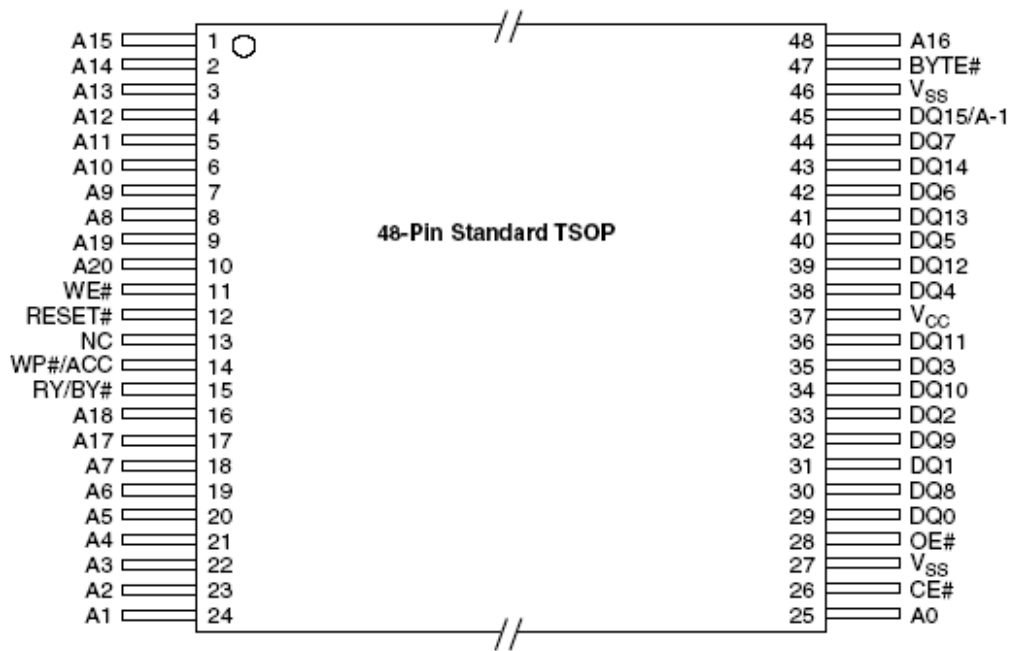 A15 1 48 A16
A14 2 47 BYTE#
A13 3 46 VSS
A12 4 45 DQ15/A-1
A11 5 44 DQ7
A10 6 43 DQ14
A9 7 42 DQ6
A8 8 41 DQ13
48-Pin Standard TSOP
A19 9 40 DQ5
A20 10 39 DQ12
WE# 11 38 DQ4
RESET# 12 37 VCC
NC 13 36 DQ11
WP#/ACC 14 35 DQ3
RY/BY# 15 34 DQ10
A18 16 33 DQ2
A17 17 32 DQ9
A7 18 31 DQ1
A6 19 30 DQ8
A5 20 29 DQ0
A4 21 28 OE#
A3 22 27 VSS
A2 23 26 CE#
A1 24 25 A0